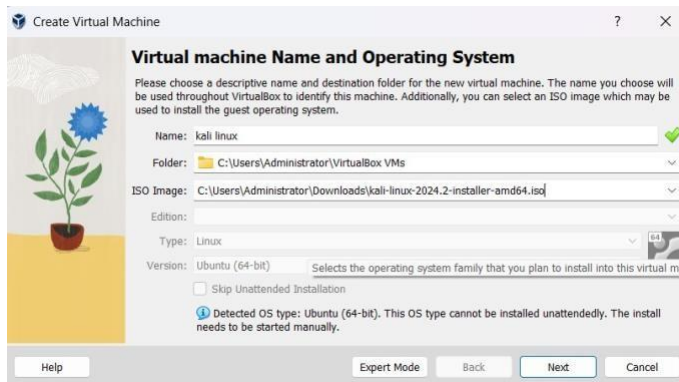 Create Virtual Machine ? ×
Virtual machine Name and Operating System
Please choose a descriptive name and destination folder for the new virtual machine. The name you choose will
be used throughout VirtualBox to identify this machine. Additionally, you can select an ISO image which may be
used to install the guest operating system.
Name: kali linux
Folder: C:\Users\Administrator\VirtualBox VMs
ISO Image: C:\Users\Administrator\Downloads\kali-linux-2024.2-installer-amd64.iso
Edition:
Type: Linux
64
Version: Ubuntu (64-bit)
Selects the operating system family that you plan to install into this virtual m
Skip Unattended Installation
Detected OS type: Ubuntu (64-bit). This OS type cannot be installed unattendedly. The install
needs to be started manually.
Help Expert Mode Back Next Cancel